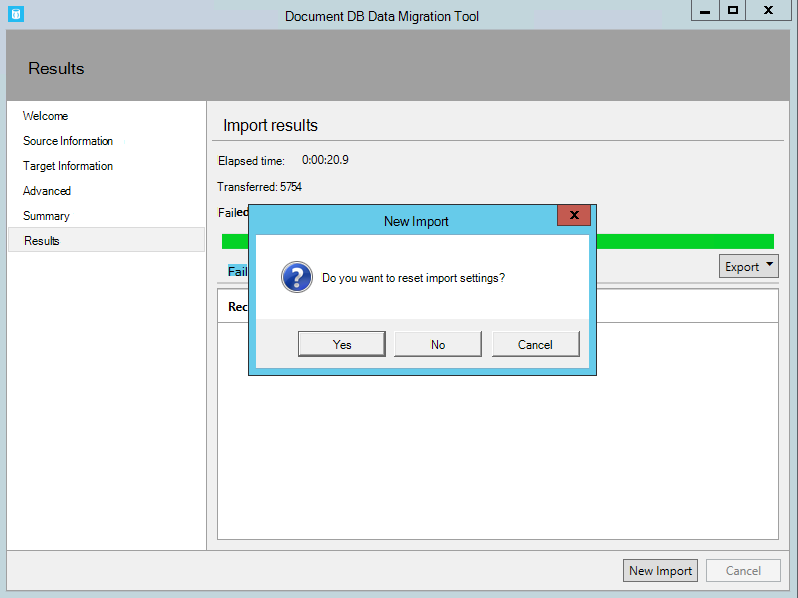 Document DB Data Migration Tool
Results
Welcome
Source Information
Target Information
Advanced
Summary
Results
Import results
Elapsed time: 0:00:20.9
Transferred: 5754
Failed
New Import
X
Do you want to reset import settings?
Yes No Cancel
Fail
Export
Rec
New Import Cancel